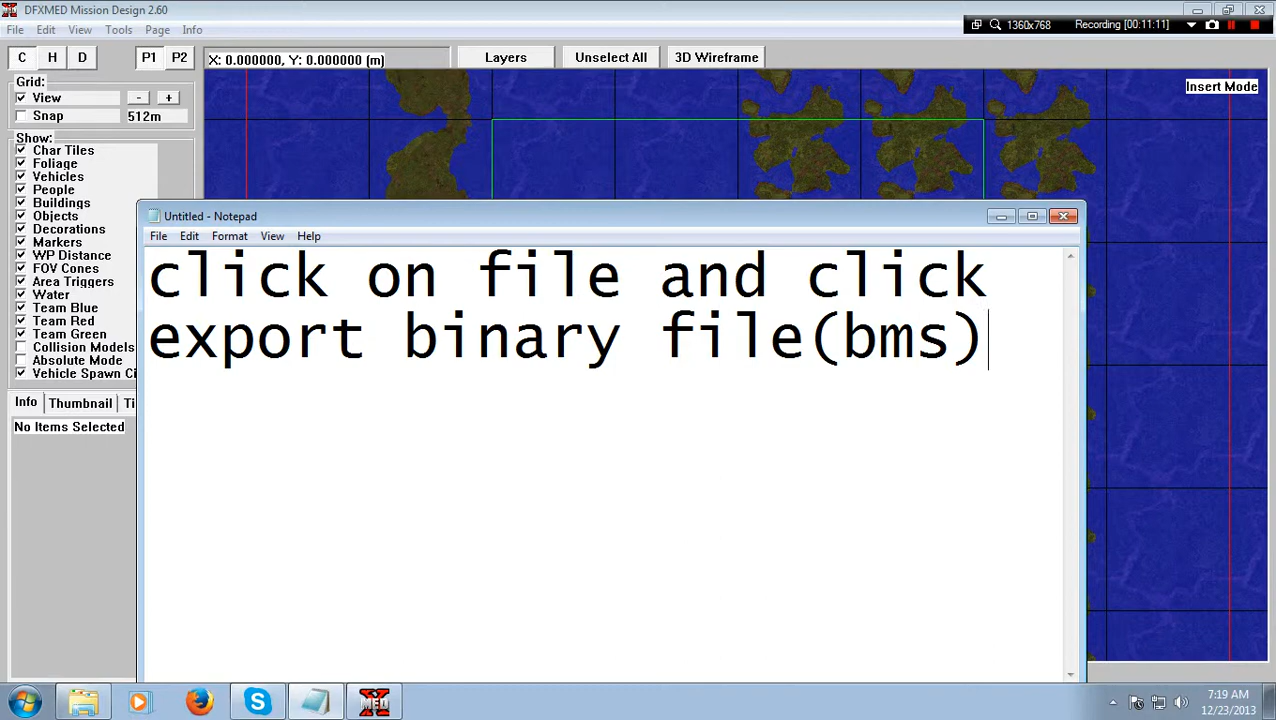 DFXMED Mission Design 2.60
File Edit View Tools Page Info
1360x768 Recording [00:11:11]
C H D P1 P2 X: 0.000000, Y: 0.000000 (m) Layers Unselect All 3D Wireframe
Grid:
View - +
Snap 512m
Insert Mode
Show:
Char Tiles
Foliage
Vehicles
People
Buildings
Objects
Decorations
Markers
WP Distance
FOV Cones
Area Triggers
Water
Team Blue
Team Red
Team Green
Collision Models
Absolute Mode
Vehicle Spawn Ci
Info Thumbnail Ti
No Items Selected
Untitled - Notepad
File Edit Format View Help
click on file and click
export binary file(bms)
MED
7:19 AM
12/23/2013